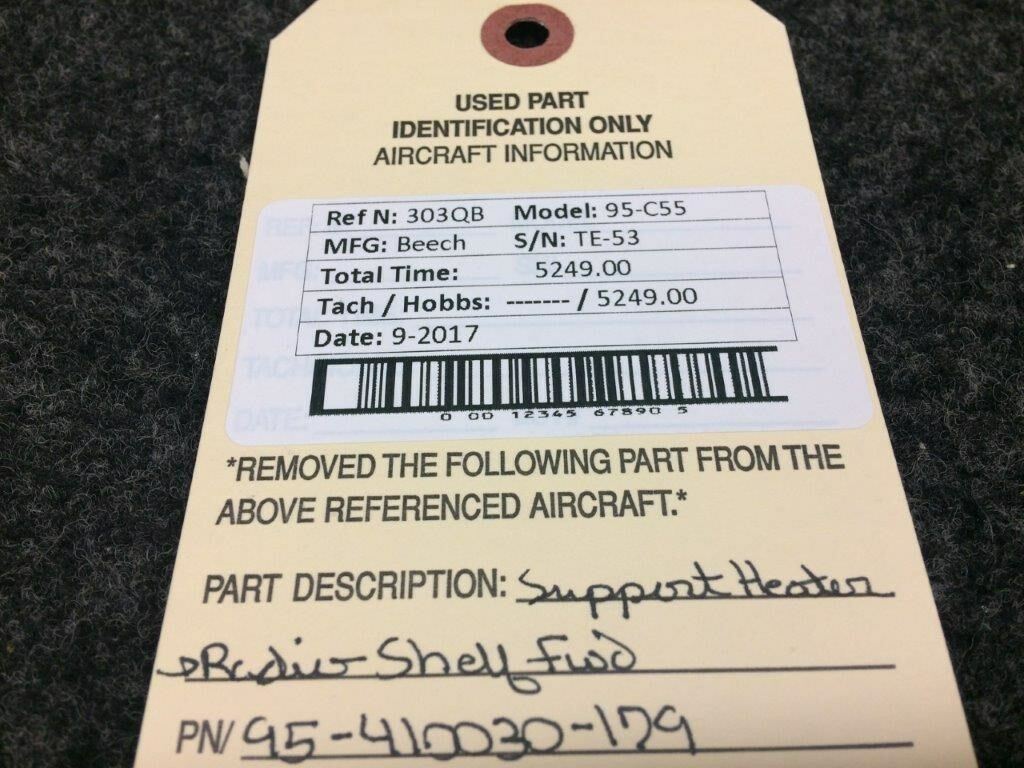 USED PART
IDENTIFICATION ONLY
AIRCRAFT INFORMATION
Ref N: 303QB Model: 95-C55
MFG: Beech S/N: TE-53
Total Time: 5249.00
Tach / Hobbs: ------- / 5249.00
Date: 9-2017
0 00 12345 67890 5
*REMOVED THE FOLLOWING PART FROM THE
ABOVE REFERENCED AIRCRAFT.*
PART DESCRIPTION: Support Heater
Radio Shelf Fwd
PN/ 95-410030-179